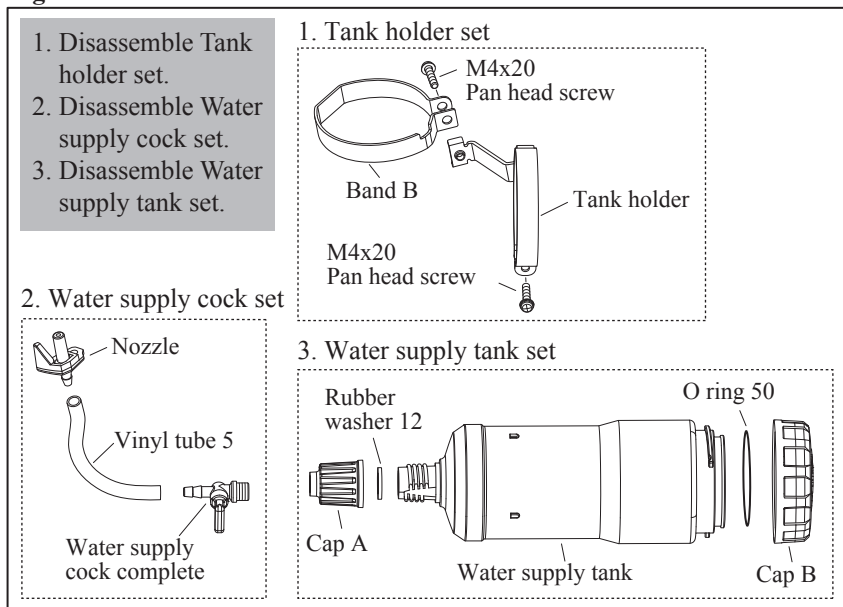 1. Disassemble Tank
holder set.
2. Disassemble Water
supply cock set.
3. Disassemble Water
supply tank set.
1. Tank holder set
M4x20
Pan head screw
Band B
Tank holder
M4x20
Pan head screw
2. Water supply cock set
Nozzle
Vinyl tube 5
Water supply
cock complete
3. Water supply tank set
Rubber
washer 12
O ring 50
Cap A
Water supply tank
Cap B